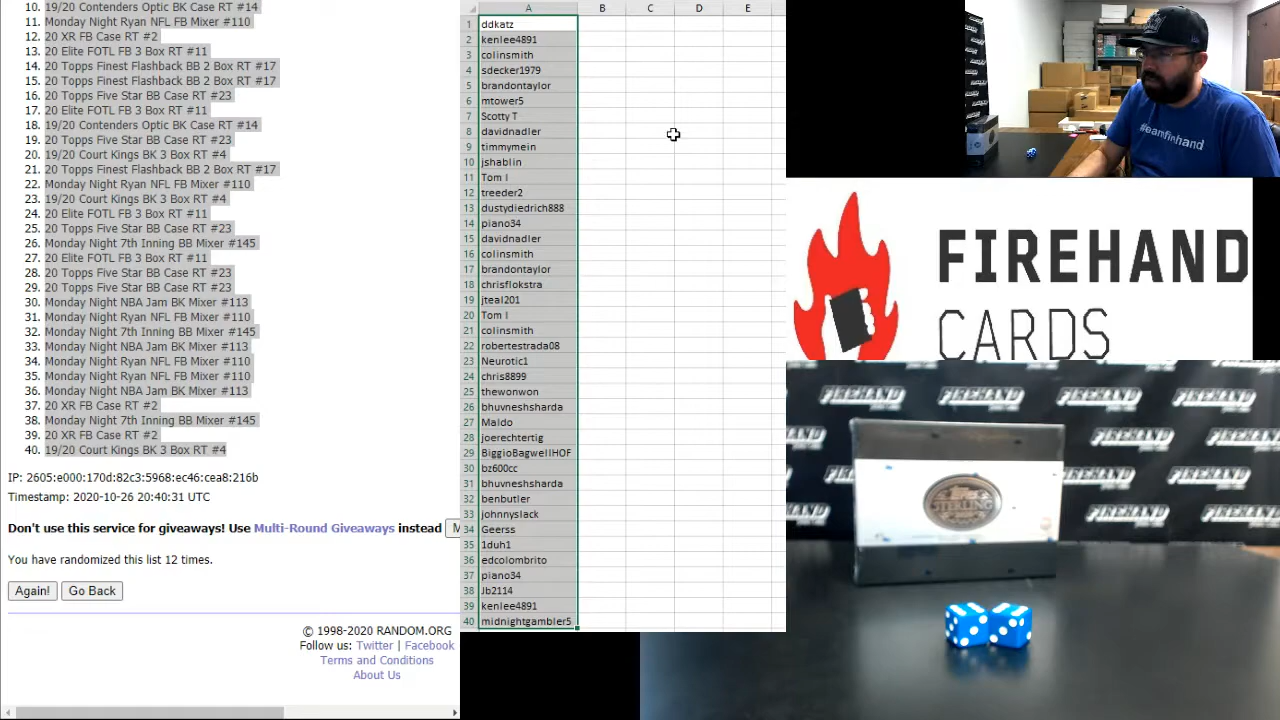 10. 19/20 Contenders Optic BK Case RT #14
11. Monday Night Ryan NFL FB Mixer #110
12. 20 XR FB Case RT #2
13. 20 Elite FOTL FB 3 Box RT #11
14. 20 Topps Finest Flashback BB 2 Box RT #17
15. 20 Topps Finest Flashback BB 2 Box RT #17
16. 20 Topps Five Star BB Case RT #23
17. 20 Elite FOTL FB 3 Box RT #11
18. 19/20 Contenders Optic BK Case RT #14
19. 20 Topps Five Star BB Case RT #23
20. 19/20 Court Kings BK 3 Box RT #4
21. 20 Topps Finest Flashback BB 2 Box RT #17
22. Monday Night Ryan NFL FB Mixer #110
23. 19/20 Court Kings BK 3 Box RT #4
24. 20 Elite FOTL FB 3 Box RT #11
25. 20 Topps Five Star BB Case RT #23
26. Monday Night 7th Inning BB Mixer #145
27. 20 Elite FOTL FB 3 Box RT #11
28. 20 Topps Five Star BB Case RT #23
29. 20 Topps Five Star BB Case RT #23
30. Monday Night NBA Jam BK Mixer #113
31. Monday Night Ryan NFL FB Mixer #110
32. Monday Night 7th Inning BB Mixer #145
33. Monday Night NBA Jam BK Mixer #113
34. Monday Night Ryan NFL FB Mixer #110
35. Monday Night Ryan NFL FB Mixer #110
36. Monday Night NBA Jam BK Mixer #113
37. 20 XR FB Case RT #2
38. Monday Night 7th Inning BB Mixer #145
39. 20 XR FB Case RT #2
40. 19/20 Court Kings BK 3 Box RT #4
IP: 2605:e000:170d:82c3:5968:ec46:cea8:216b
Timestamp: 2020-10-26 20:40:31 UTC
Don't use this service for giveaways! Use Multi-Round Giveaways instead M
You have randomized this list 12 times.
Again! Go Back
© 1998-2020 RANDOM.ORG
Follow us: Twitter | Facebook
Terms and Conditions
About Us
A B C D E
1 ddkatz
2 kenlee4891
3 colinsmith
4 sdecker1979
5 brandontaylor
6 mtower5
7 Scotty T
8 davidnadler
9 timmymein
10 jshablin
11 Tom I
12 treeder2
13 dustydiedrich888
14 piano34
15 davidnadler
16 colinsmith
17 brandontaylor
18 chrisflokstra
19 jteal201
20 Tom I
21 colinsmith
22 robertestrada08
23 Neurotic1
24 chris8899
25 thewonwon
26 bhuvneshsharda
27 Maldo
28 joerechtertig
29 BiggioBagwellHOF
30 bz600cc
31 bhuvneshsharda
32 benbutler
33 johnnyslack
34 Geerss
35 1duh1
36 edcolombrito
37 piano34
38 Jb2114
39 kenlee4891
40 midnightgambler5
#teamfirehand
FIREHAND
CARDS
FIREHAND
FIREHAND
FIREHAND
FIREHAND
FIREHAND
STERLING